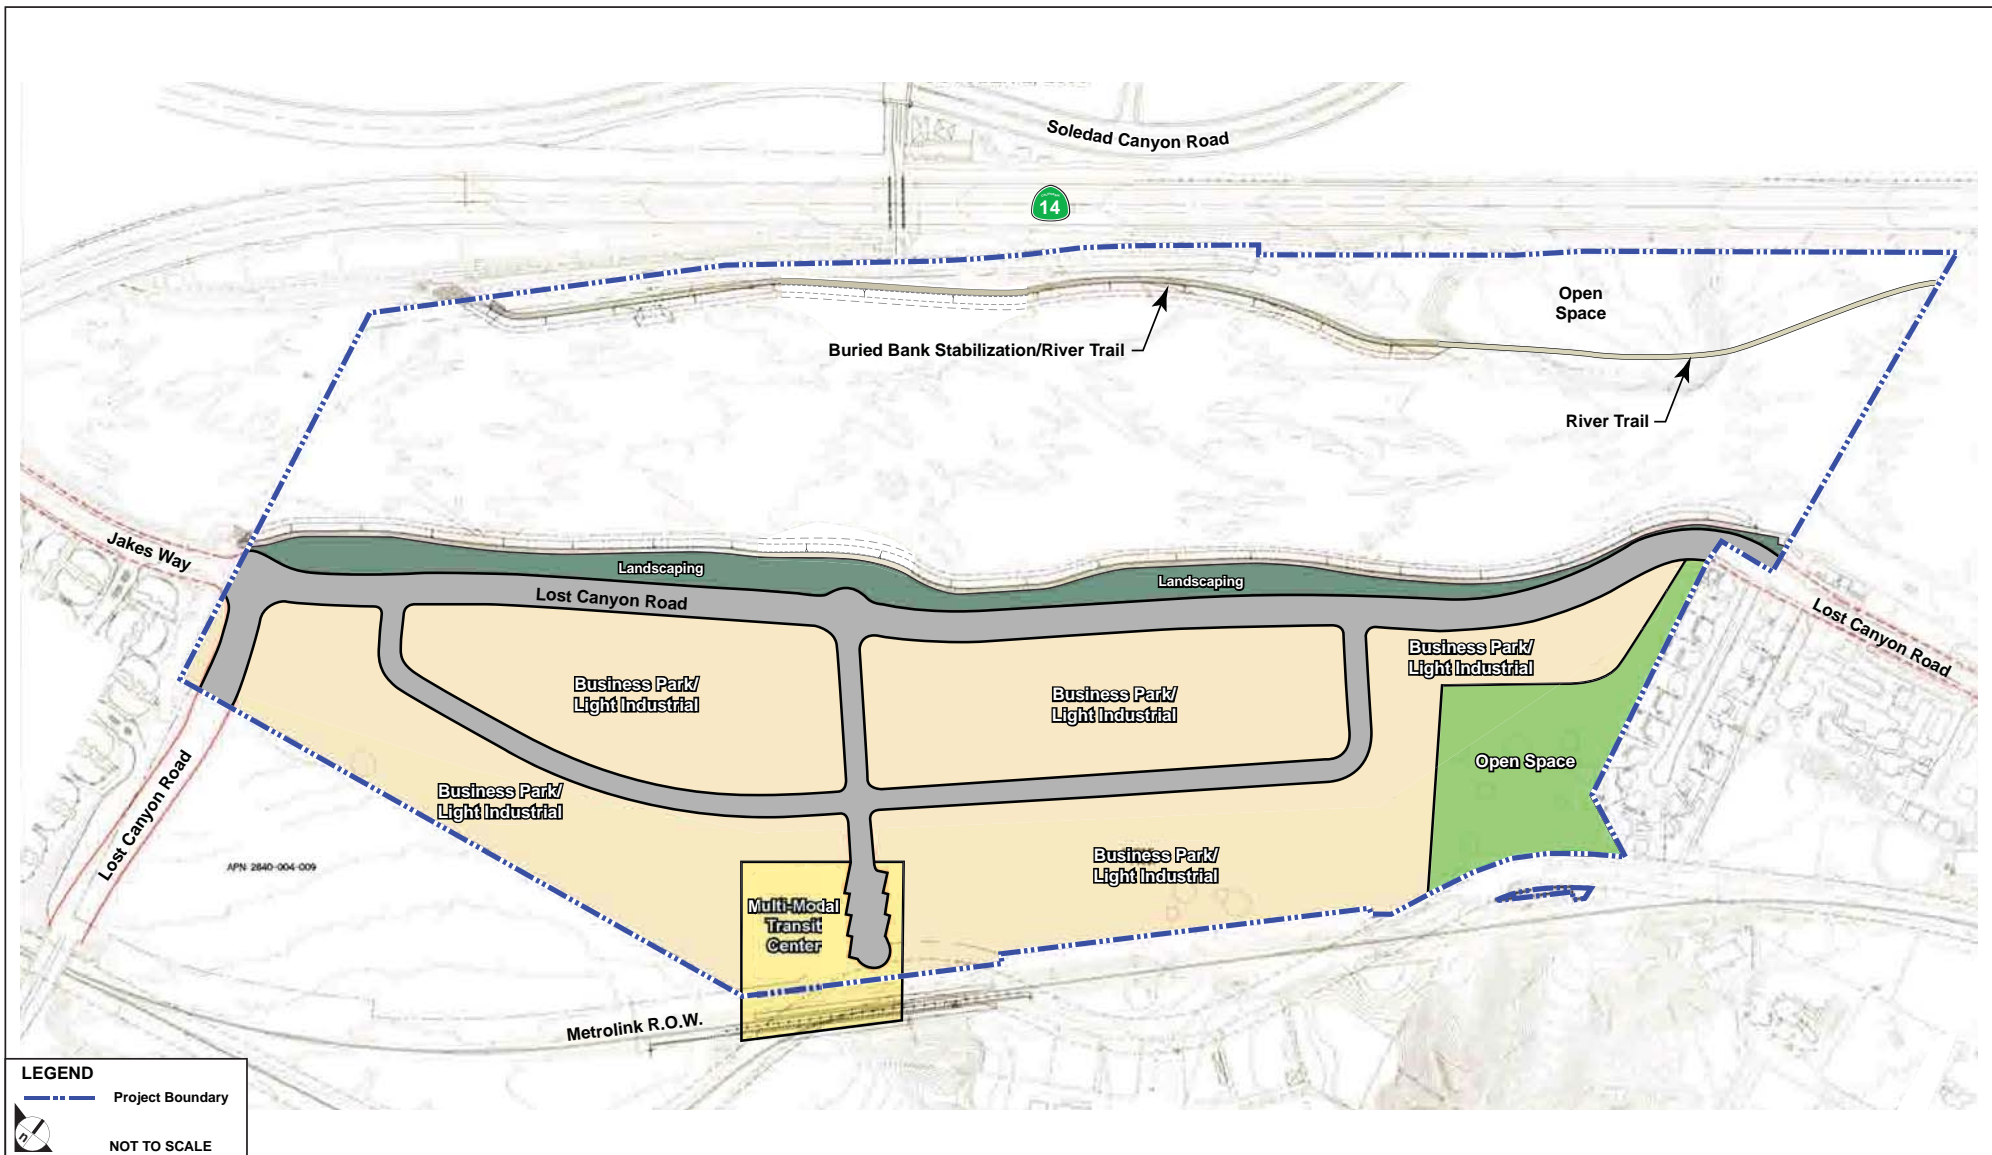 Soledad Canyon Road
14
Open
Space
Buried Bank Stabilization/River Trail
River Trail
Jakes Way
Landscaping
Landscaping
Lost Canyon Road
Lost Canyon Road
Business Park/
Light Industrial
Business Park/
Light Industrial
Business Park/
Light Industrial
Open Space
Lost Canyon Road
Business Park/
Light Industrial
Business Park/
Light Industrial
APN 2840-004-009
Multi-Modal
Transit
Center
Metrolink R.O.W.
LEGEND
Project Boundary
n
NOT TO SCALE